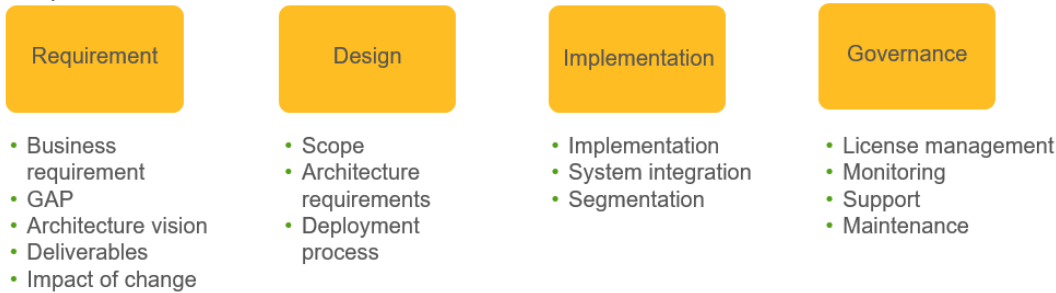 Requirement
• Business
requirement
• GAP
• Architecture vision
• Deliverables
• Impact of change
Design
• Scope
• Architecture
requirements
• Deployment
process
Implementation
• Implementation
• System integration
• Segmentation
Governance
• License management
• Monitoring
• Support
• Maintenance